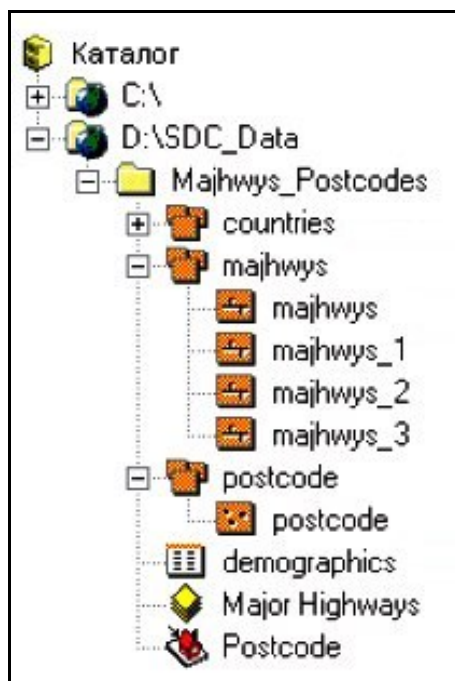 Каталог
C:\
D:\SDC_Data
Majhwys_Postcodes
countries
majhwys
majhwys
majhwys_1
majhwys_2
majhwys_3
postcode
postcode
demographics
Major Highways
Postcode